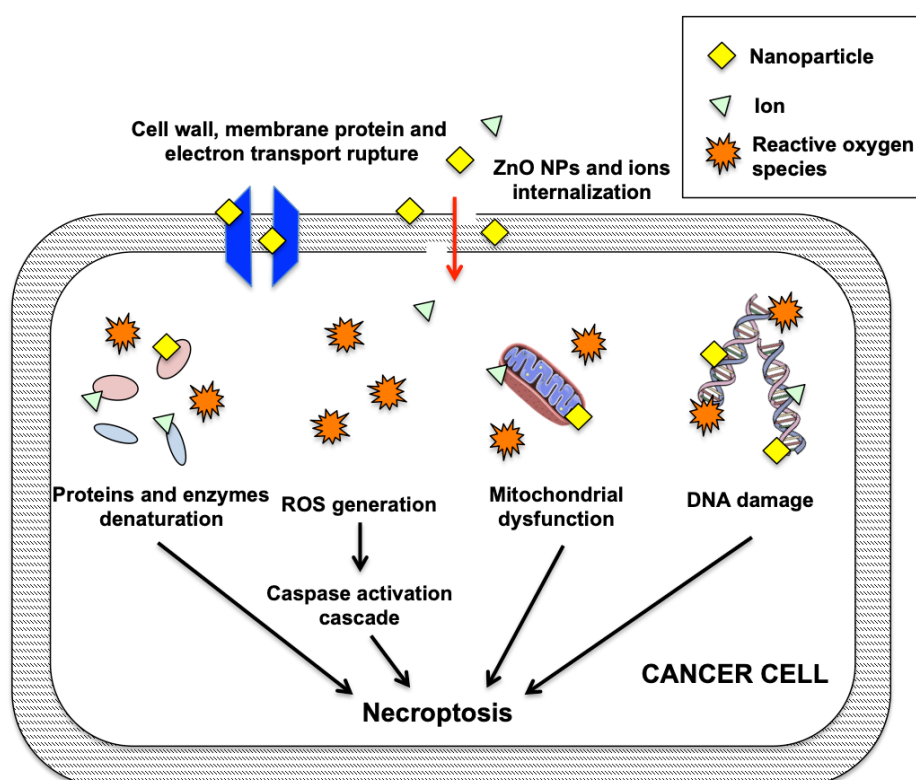 Nanoparticle
Ion
Reactive oxygen
species
Cell wall, membrane protein and
electron transport rupture
ZnO NPs and ions
internalization
Proteins and enzymes
denaturation
ROS generation
Mitochondrial
dysfunction
DNA damage
Caspase activation
cascade
CANCER CELL
Necroptosis